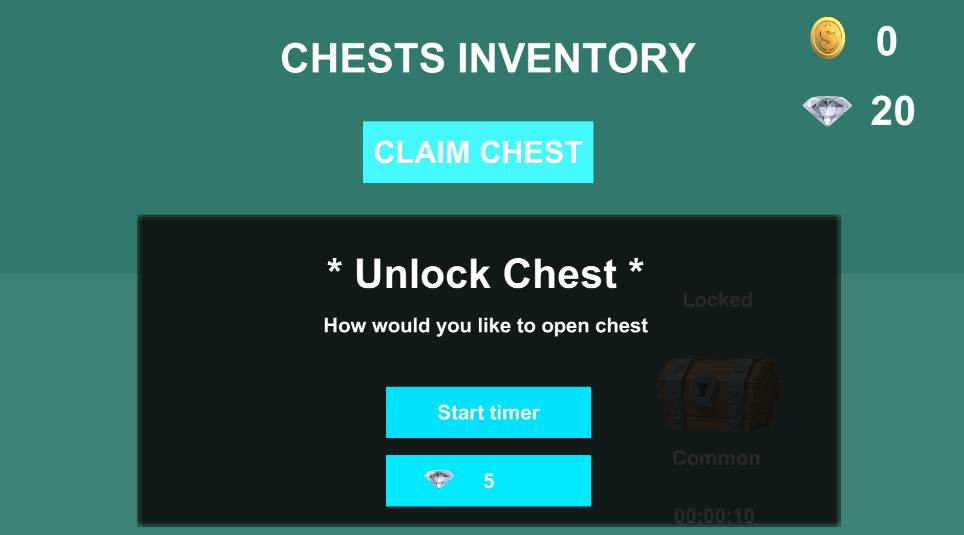 CHESTS INVENTORY
0
20
CLAIM CHEST
* Unlock Chest *
Locked
How would you like to open chest
Start timer
Common
5
00:00:10